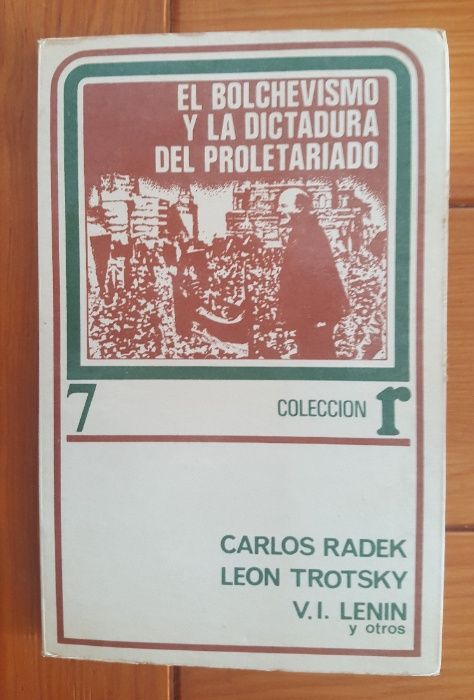 EL BOLCHEVISMO
Y LA DICTADURA
DEL PROLETARIADO
7 COLECCION r
CARLOS RADEK
LEON TROTSKY
V.I. LENIN
y otros